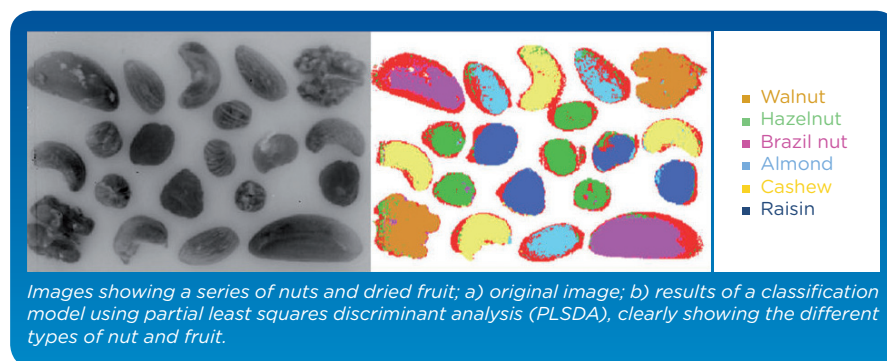 Walnut
Hazelnut
Brazil nut
Almond
Cashew
Raisin
Images showing a series of nuts and dried fruit; a) original image; b) results of a classification
model using partial least squares discriminant analysis (PLSDA), clearly showing the different
types of nut and fruit.